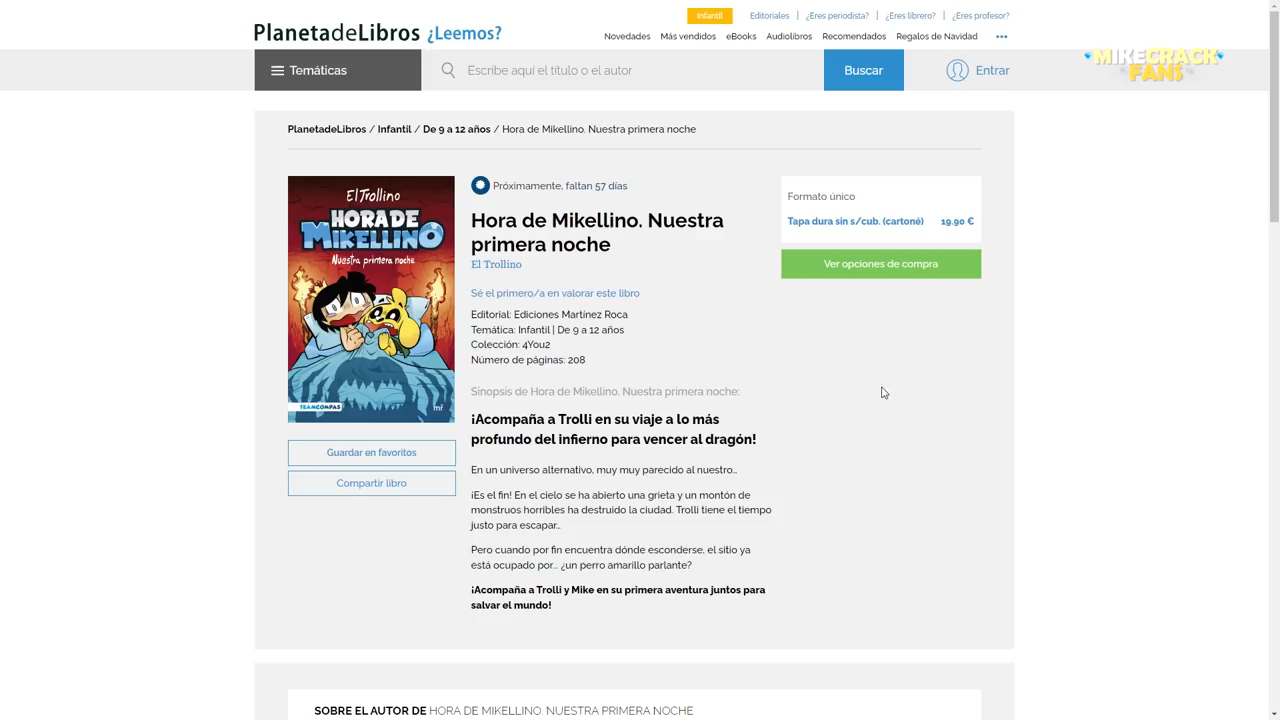 Infantil
Editoriales | ¿Eres periodista? | ¿Eres librero? | ¿Eres profesor?
PlanetadeLibros ¿Leemos?
Novedades Más vendidos eBooks Audiolibros Recomendados Regalos de Navidad •••
Temáticas
Escribe aquí el título o el autor
Buscar
Entrar
MIKECRACK
FANS
PlanetadeLibros / Infantil / De 9 a 12 años / Hora de Mikellino. Nuestra primera noche
El Trollino
HORA DE
MIKELLINO
Nuestra primera noche
TEAMCOMPAS
mr
Guardar en favoritos
Compartir libro
Próximamente, faltan 57 días
Hora de Mikellino. Nuestra
primera noche
El Trollino
Sé el primero/a en valorar este libro
Editorial: Ediciones Martínez Roca
Temática: Infantil | De 9 a 12 años
Colección: 4You2
Número de páginas: 208
Sinopsis de Hora de Mikellino. Nuestra primera noche:
¡Acompaña a Trolli en su viaje a lo más
profundo del infierno para vencer al dragón!
En un universo alternativo, muy muy parecido al nuestro...
¡Es el fin! En el cielo se ha abierto una grieta y un montón de
monstruos horribles ha destruido la ciudad. Trolli tiene el tiempo
justo para escapar...
Pero cuando por fin encuentra dónde esconderse, el sitio ya
está ocupado por... ¿un perro amarillo parlante?
¡Acompaña a Trolli y Mike en su primera aventura juntos para
salvar el mundo!
Formato único
Tapa dura sin s/cub. (cartoné) 19,90 €
Ver opciones de compra
SOBRE EL AUTOR DE HORA DE MIKELLINO. NUESTRA PRIMERA NOCHE